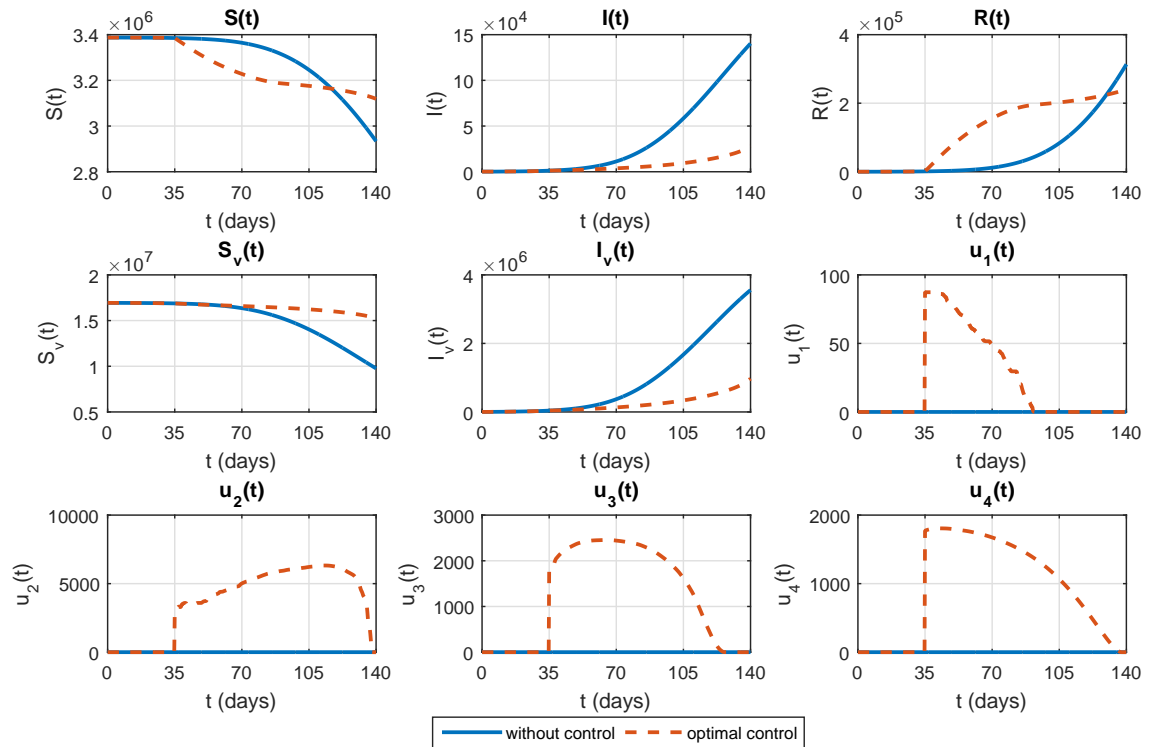 S(t)
×10^6
S(t)
3.4
3.2
3
2.8
0 35 70 105 140
t (days)
I(t)
×10^4
I(t)
15
10
5
0
0 35 70 105 140
t (days)
R(t)
×10^5
R(t)
4
2
0
0 35 70 105 140
t (days)
S_v(t)
×10^7
S_v(t)
2
1.5
1
0.5
0 35 70 105 140
t (days)
I_v(t)
×10^6
I_v(t)
4
2
0
0 35 70 105 140
t (days)
u_1(t)
u_1(t)
100
50
0
0 35 70 105 140
t (days)
u_2(t)
u_2(t)
10000
5000
0
0 35 70 105 140
t (days)
u_3(t)
u_3(t)
3000
2000
1000
0
0 35 70 105 140
t (days)
u_4(t)
u_4(t)
2000
1000
0
0 35 70 105 140
t (days)
without control optimal control